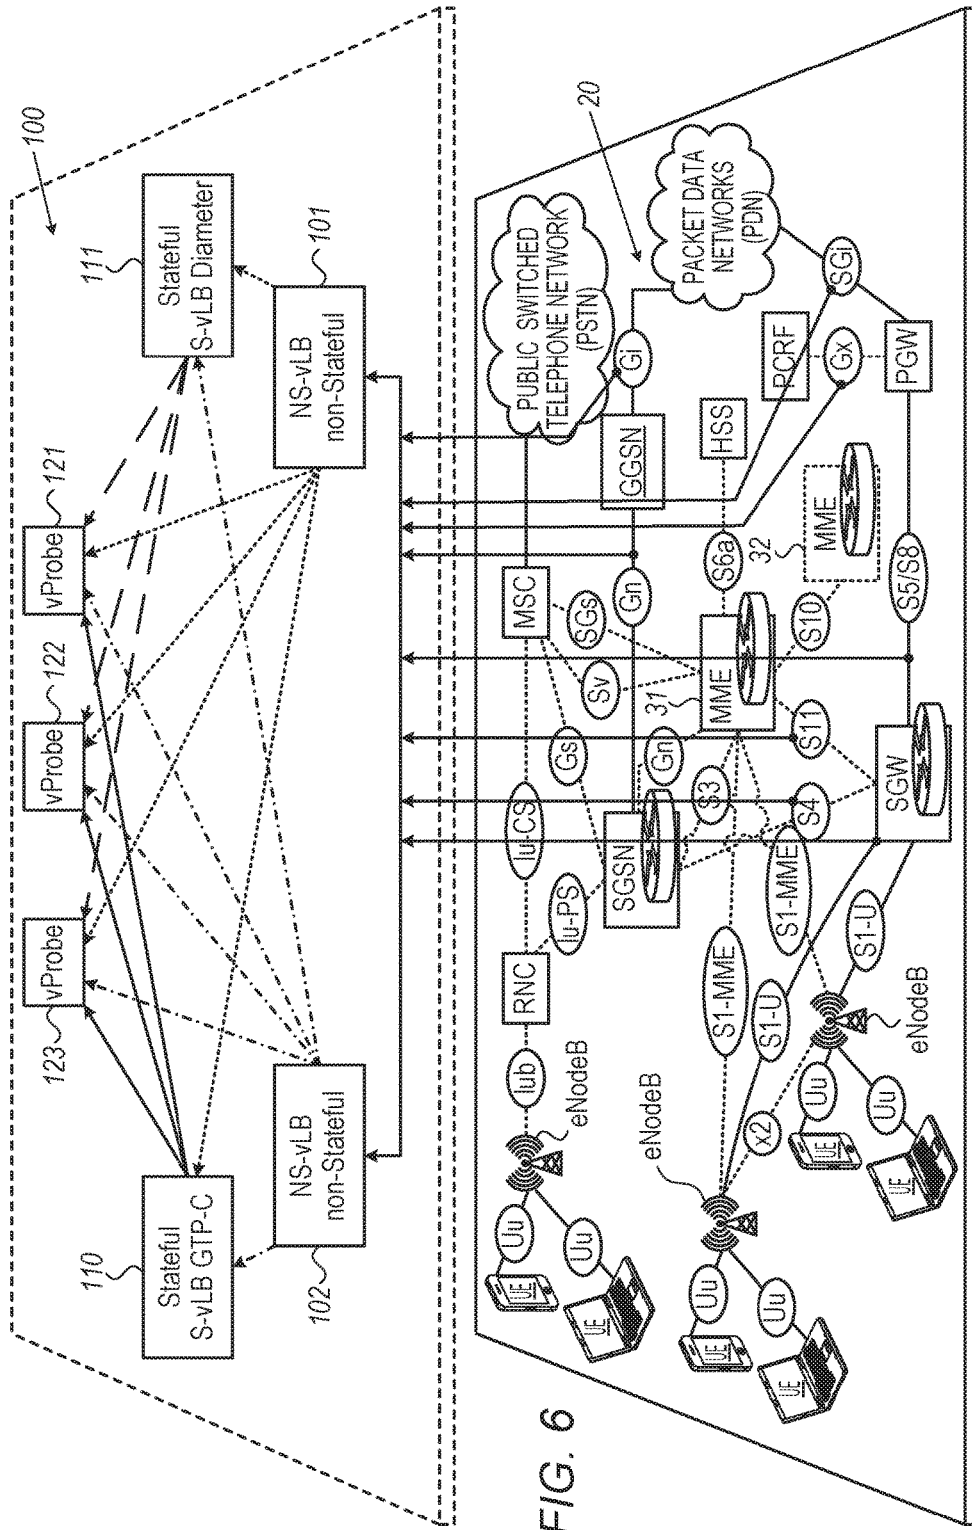 100
110
Stateful
S-vLB GTP-C
123
vProbe
122
vProbe
121
vProbe
111
Stateful
S-vLB Diameter
102
NS-vLB
non-Stateful
101
NS-vLB
non-Stateful
20
PUBLIC SWITCHED
TELEPHONE NETWORK
(PSTN)
PACKET DATA
NETWORKS
(PDN)
UE
Uu
UE
Uu
eNodeB
Iub
RNC
Iu-CS
Iu-PS
Gs
MSC
SGs
Sv
SGSN
Gn
Gn
GGSN
Gi
UE
Uu
UE
Uu
eNodeB
S1-MME
S3
31
MME
S6a
HSS
PCRF
SGi
x2
S1-U
S1-MME
S4
S11
S10
32
MME
Gx
UE
Uu
UE
Uu
eNodeB
S1-U
SGW
S5/S8
PGW
FIG. 6